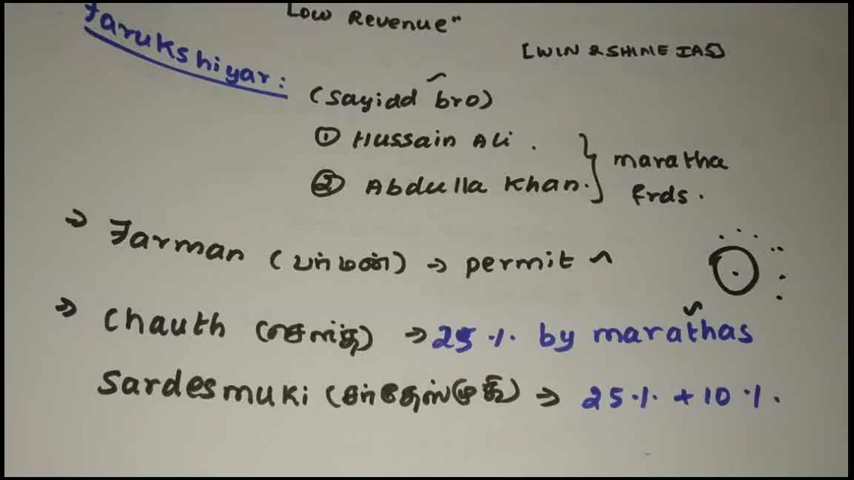 Low Revenue"
[WIN & SHINE IAS]
Farukshiyar:
(Sayidd bro)
① Hussain Ali.
② Abdulla Khan.
maratha
frds.
⇒ Farman (பர்மன்) → permit
⇒ Chauth (சௌத்) → 25 % by marathas
Sardesmuki (சர்தேஸ்முகி) ⇒ 25% + 10 %.